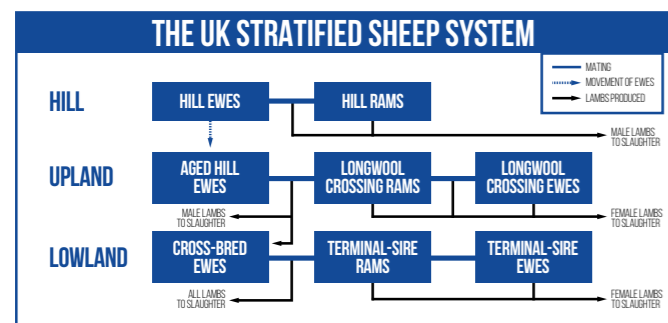 THE UK STRATIFIED SHEEP SYSTEM
MATING
MOVEMENT OF EWES
LAMBS PRODUCED
HILL
HILL EWES
HILL RAMS
MALE LAMBS
TO SLAUGHTER
UPLAND
AGED HILL
EWES
LONGWOOL
CROSSING RAMS
LONGWOOL
CROSSING EWES
MALE LAMBS
TO SLAUGHTER
FEMALE LAMBS
TO SLAUGHTER
LOWLAND
CROSS-BRED
EWES
TERMINAL-SIRE
RAMS
TERMINAL-SIRE
EWES
ALL LAMBS
TO SLAUGHTER
FEMALE LAMBS
TO SLAUGHTER